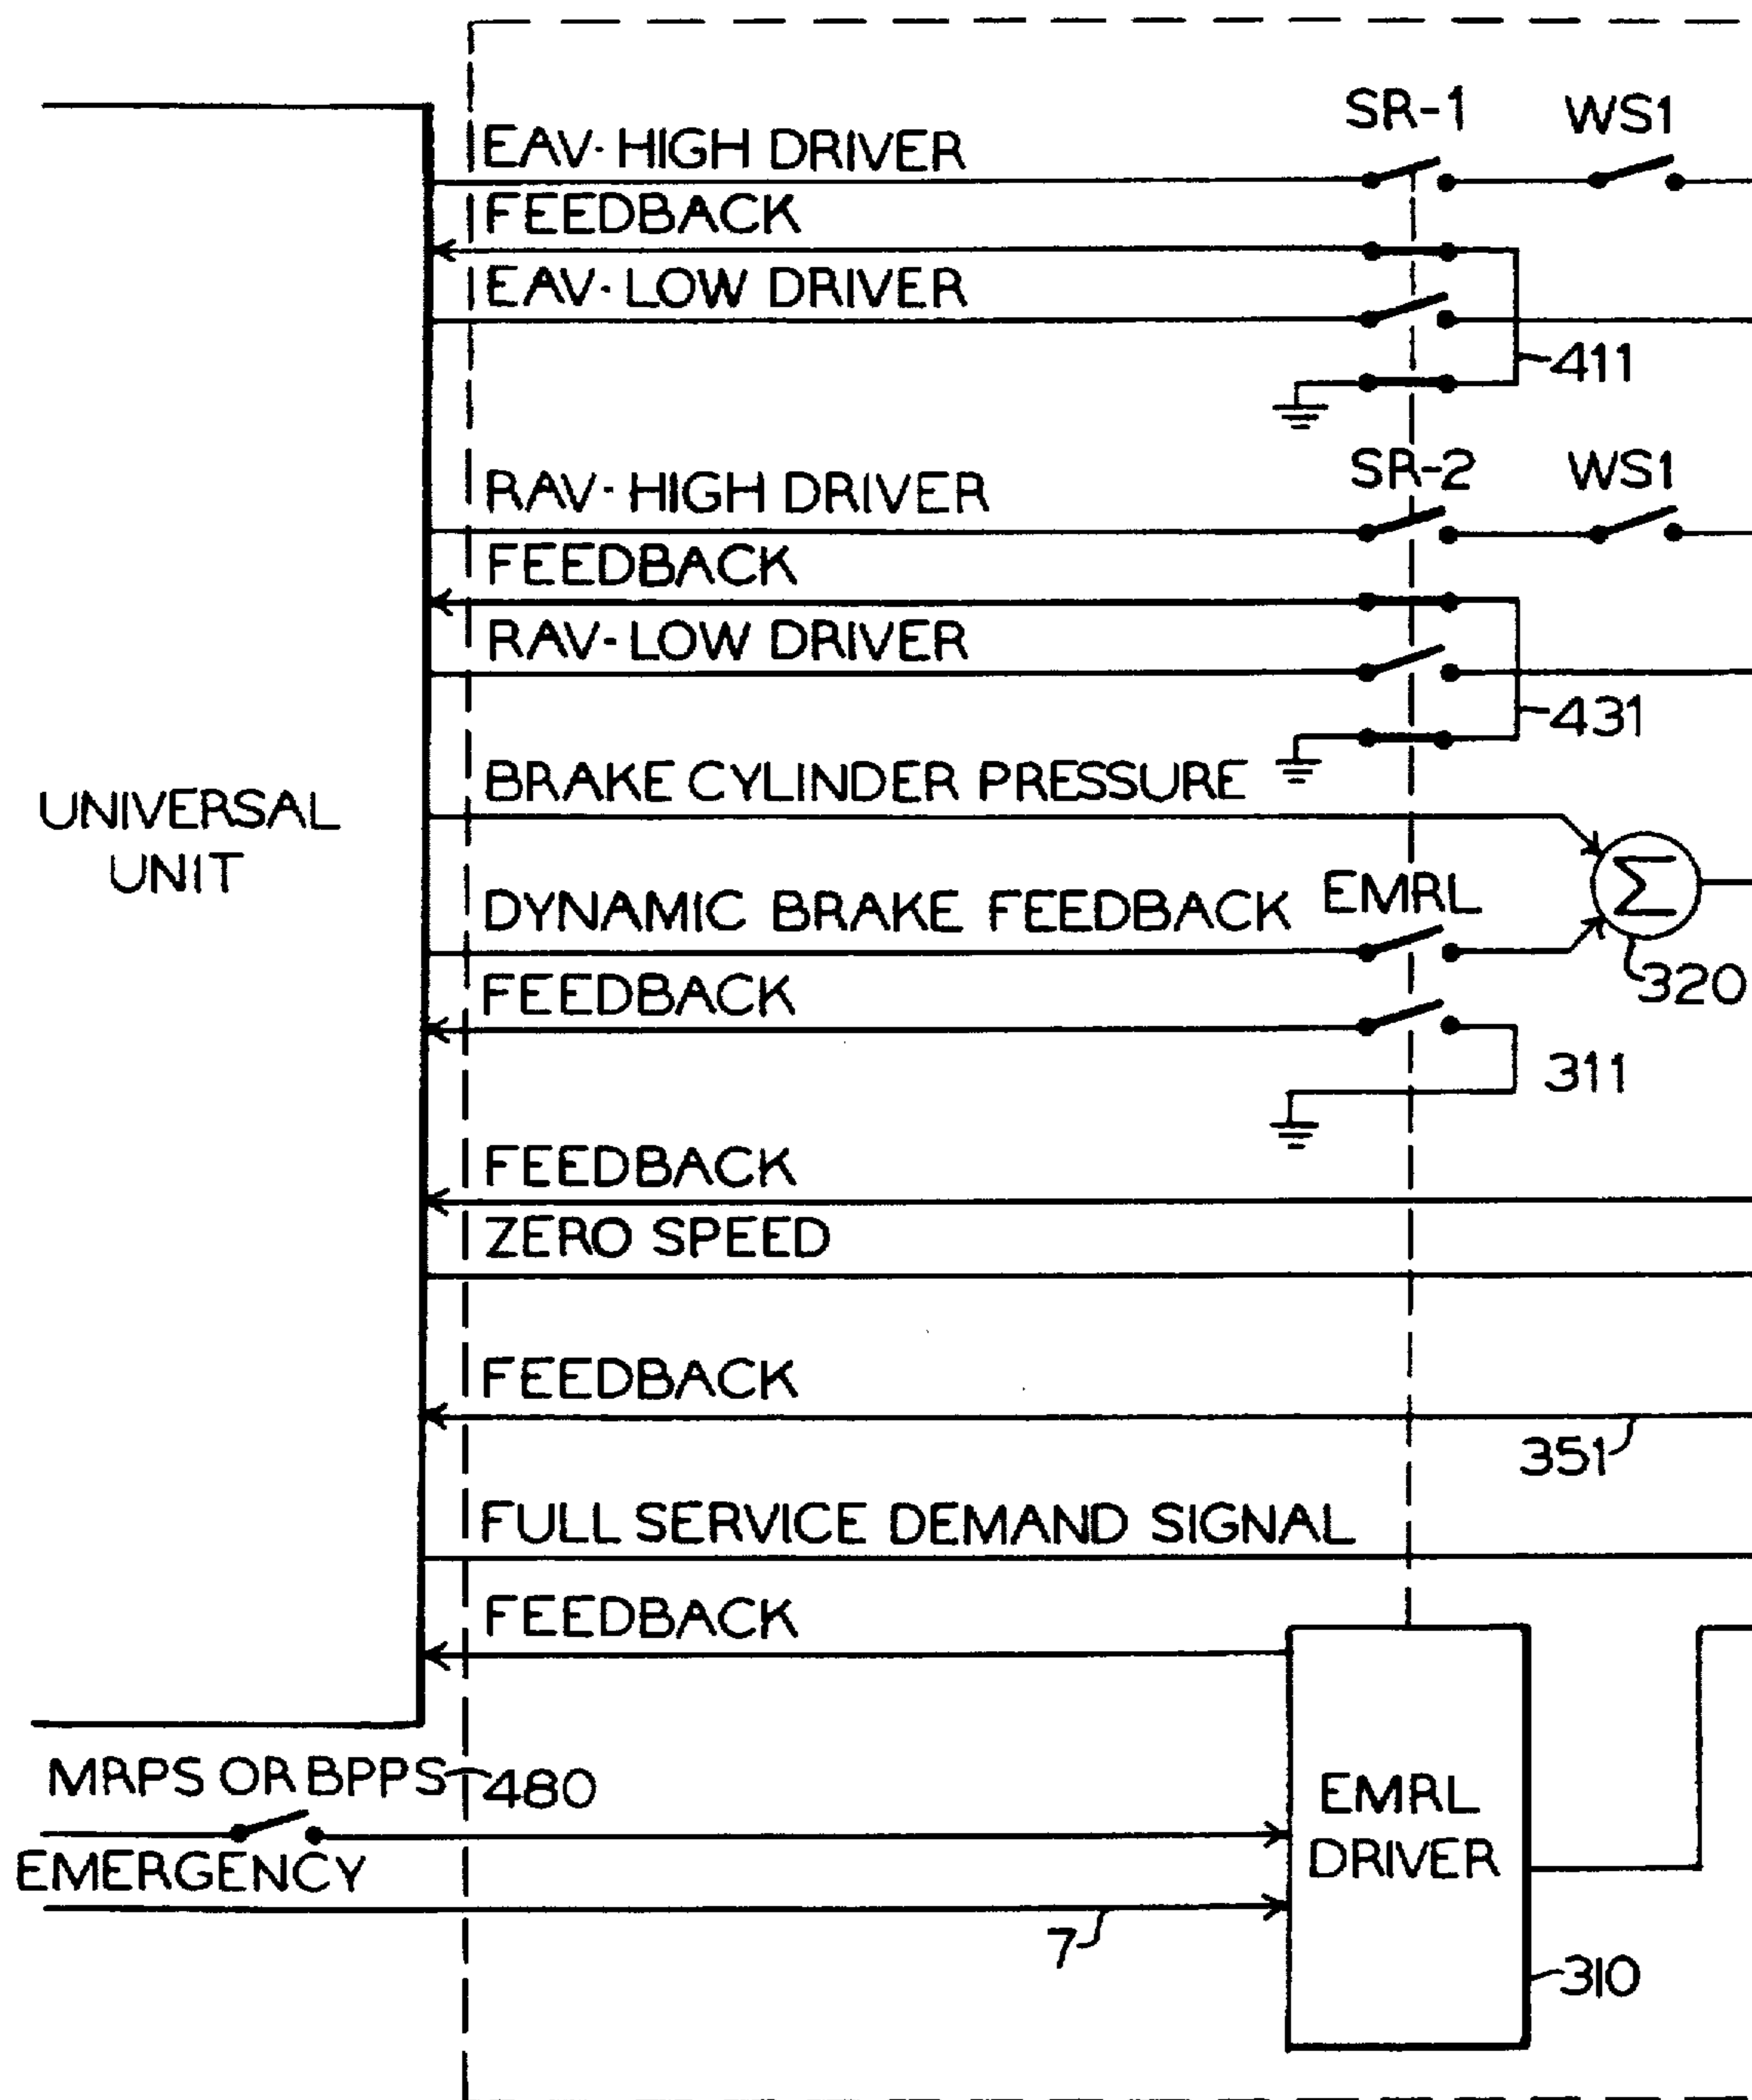 SR-1 WS1
EAV-HIGH DRIVER
FEEDBACK
EAV-LOW DRIVER
411
SR-2 WS1
RAV-HIGH DRIVER
FEEDBACK
RAV-LOW DRIVER
431
BRAKE CYLINDER PRESSURE
UNIVERSAL
UNIT
Σ
DYNAMIC BRAKE FEEDBACK EMRL
320
FEEDBACK
311
FEEDBACK
ZERO SPEED
FEEDBACK
351
FULL SERVICE DEMAND SIGNAL
FEEDBACK
MRPS OR BPPS 480
EMRL
DRIVER
EMERGENCY
7
310